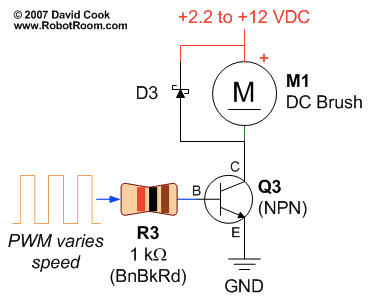 © 2007 David Cook
www.RobotRoom.com
+2.2 to +12 VDC
+
D3
M
M1
DC Brush
C
B
Q3
(NPN)
E
PWM varies
speed
R3
1 kΩ
(BnBkRd)
GND